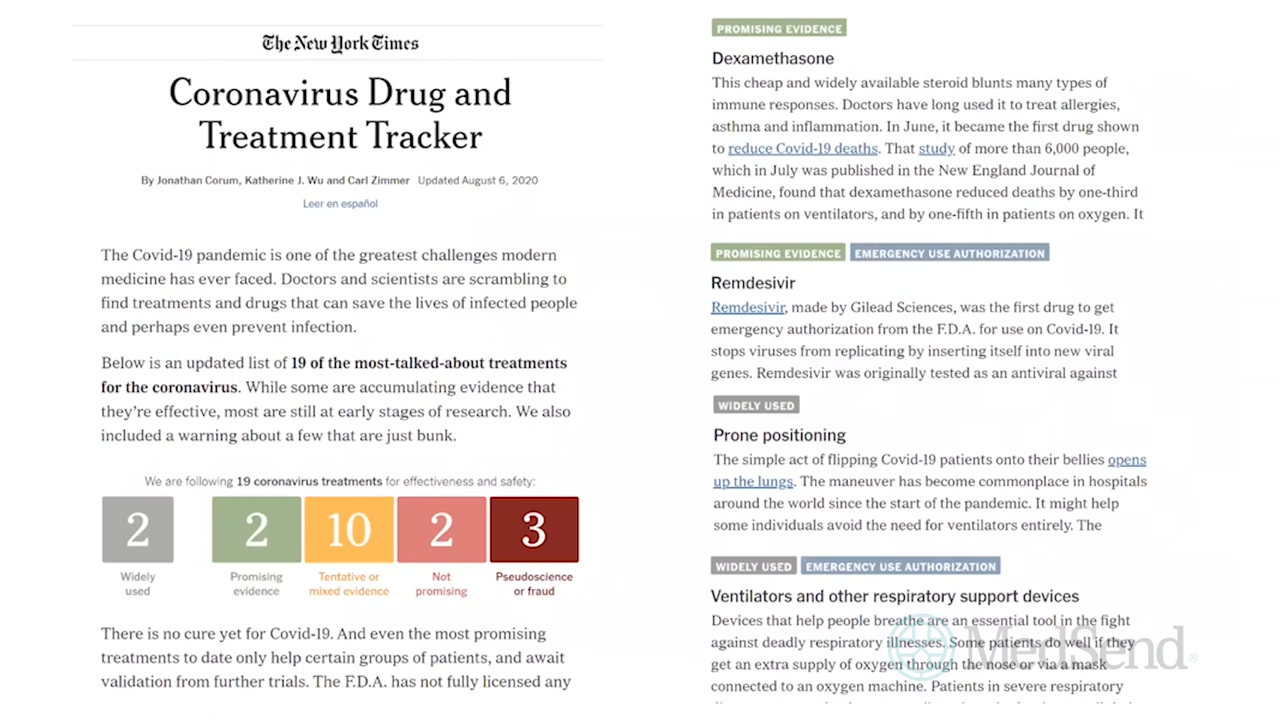 The New York Times
Coronavirus Drug and
Treatment Tracker
By Jonathan Corum, Katherine J. Wu and Carl Zimmer Updated August 6, 2020
Leer en español
The Covid-19 pandemic is one of the greatest challenges modern
medicine has ever faced. Doctors and scientists are scrambling to
find treatments and drugs that can save the lives of infected people
and perhaps even prevent infection.
Below is an updated list of 19 of the most-talked-about treatments
for the coronavirus. While some are accumulating evidence that
they’re effective, most are still at early stages of research. We also
included a warning about a few that are just bunk.
We are following 19 coronavirus treatments for effectiveness and safety:
2 2 10 2 3
Widely Promising Tentative or Not Pseudoscience
used evidence mixed evidence promising or fraud
There is no cure yet for Covid-19. And even the most promising
treatments to date only help certain groups of patients, and await
validation from further trials. The F.D.A. has not fully licensed any
PROMISING EVIDENCE
Dexamethasone
This cheap and widely available steroid blunts many types of
immune responses. Doctors have long used it to treat allergies,
asthma and inflammation. In June, it became the first drug shown
to reduce Covid-19 deaths. That study of more than 6,000 people,
which in July was published in the New England Journal of
Medicine, found that dexamethasone reduced deaths by one-third
in patients on ventilators, and by one-fifth in patients on oxygen. It
PROMISING EVIDENCE EMERGENCY USE AUTHORIZATION
Remdesivir
Remdesivir, made by Gilead Sciences, was the first drug to get
emergency authorization from the F.D.A. for use on Covid-19. It
stops viruses from replicating by inserting itself into new viral
genes. Remdesivir was originally tested as an antiviral against
WIDELY USED
Prone positioning
The simple act of flipping Covid-19 patients onto their bellies opens
up the lungs. The maneuver has become commonplace in hospitals
around the world since the start of the pandemic. It might help
some individuals avoid the need for ventilators entirely. The
WIDELY USED EMERGENCY USE AUTHORIZATION
Ventilators and other respiratory support devices
Devices that help people breathe are an essential tool in the fight
against deadly respiratory illnesses. Some patients do well if they
get an extra supply of oxygen through the nose or via a mask
connected to an oxygen machine. Patients in severe respiratory
MedSend